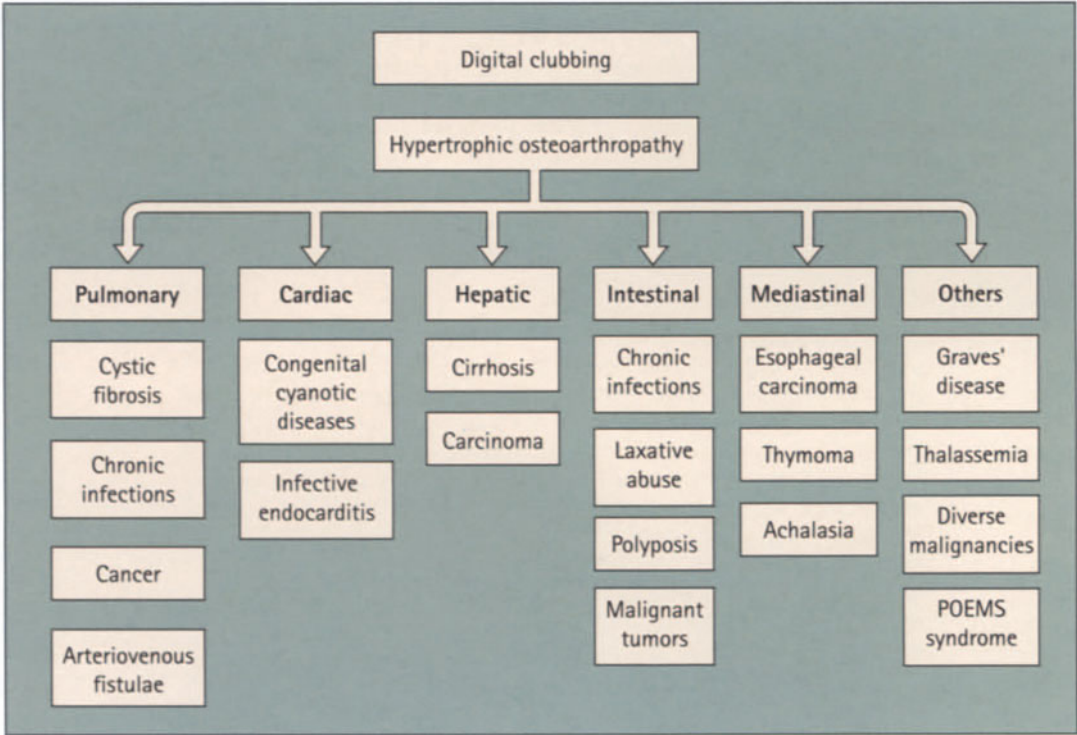 Digital clubbing
Hypertrophic osteoarthropathy
Pulmonary
Cystic
fibrosis
Chronic
infections
Cancer
Arteriovenous
fistulae
Cardiac
Congenital
cyanotic
diseases
Infective
endocarditis
Hepatic
Cirrhosis
Carcinoma
Intestinal
Chronic
infections
Laxative
abuse
Polyposis
Malignant
tumors
Mediastinal
Esophageal
carcinoma
Thymoma
Achalasia
Others
Graves'
disease
Thalassemia
Diverse
malignancies
POEMS
syndrome